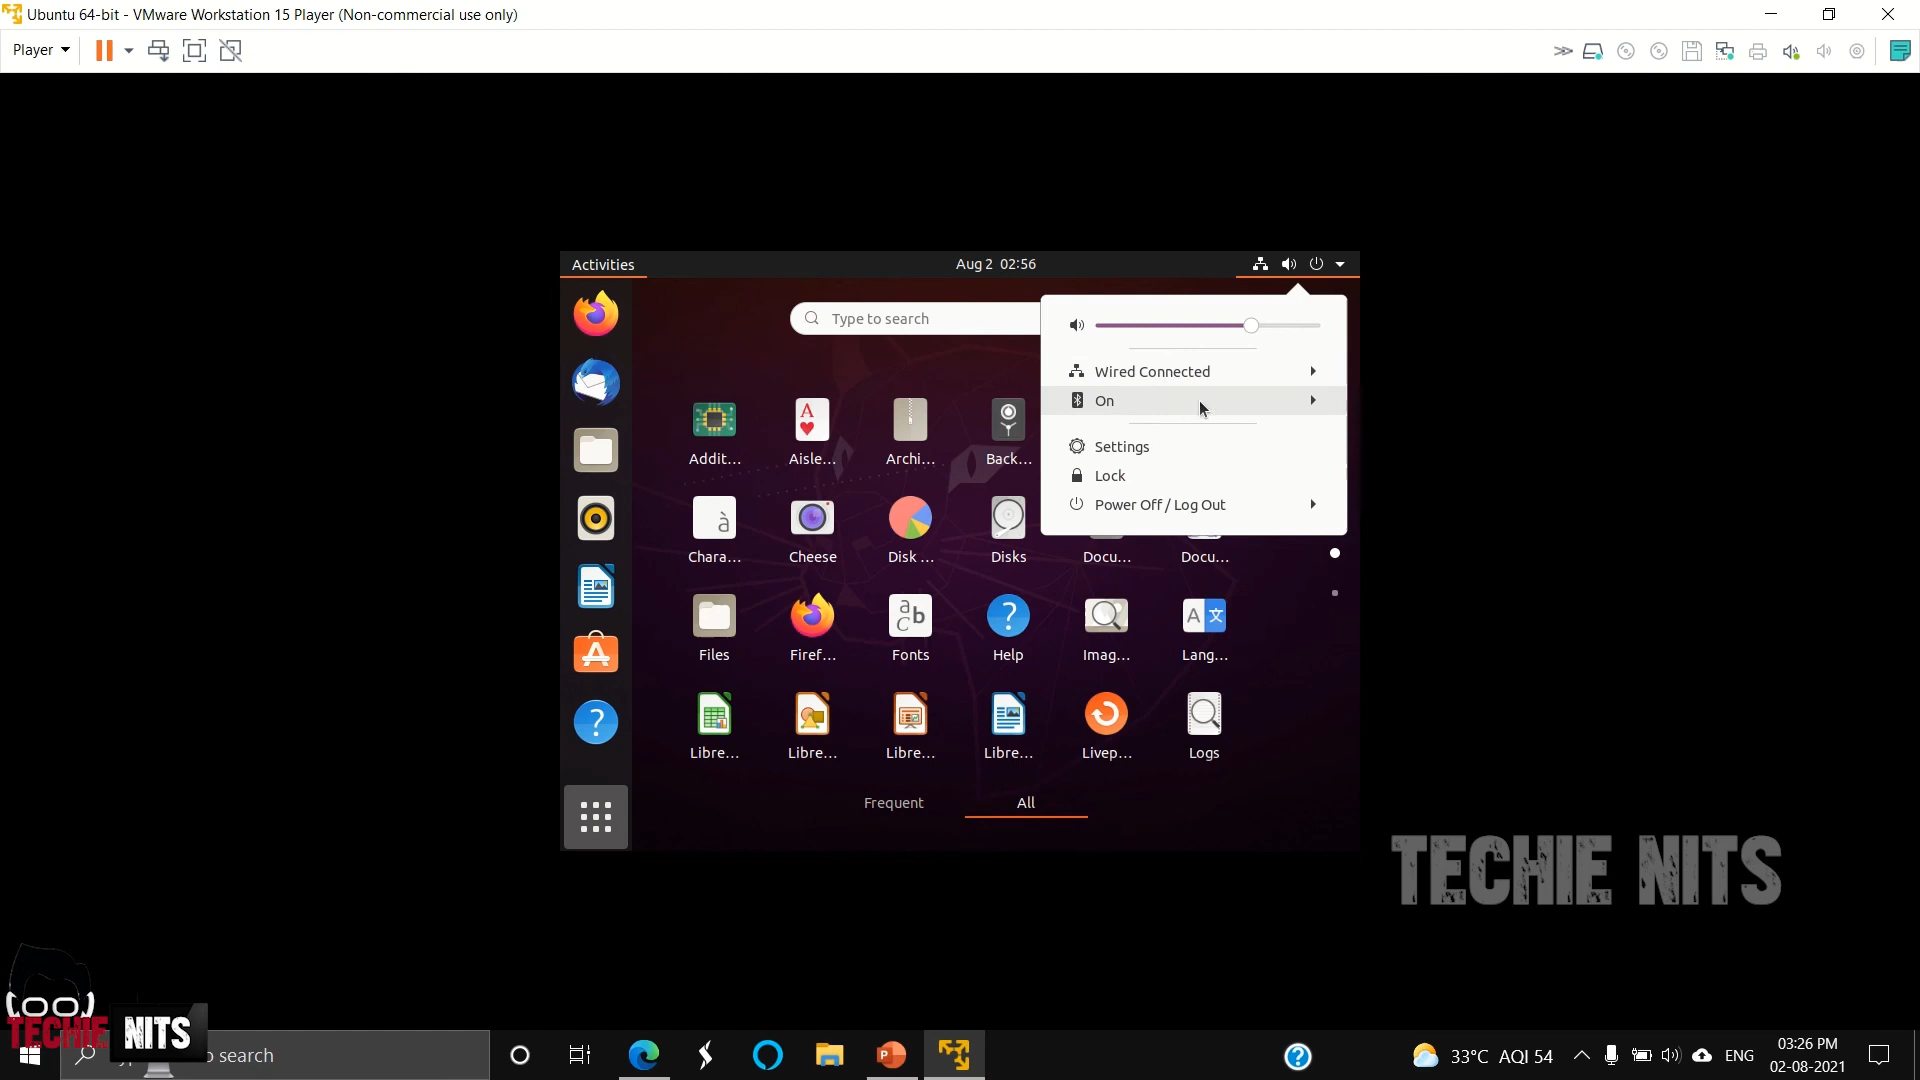 Ubuntu 64-bit - VMware Workstation 15 Player (Non-commercial use only)
Player
Activities
Aug 2 02:56
Type to search
Wired Connected
On
Settings
Lock
Power Off / Log Out
Addit...
Aisle...
Archi...
Back...
Chara...
Cheese
Disk ...
Disks
Docu...
Docu...
Files
Firef...
Fonts
Help
Imag...
Lang...
Libre...
Libre...
Libre...
Libre...
Livep...
Logs
Frequent
All
TECHIE NITS
TECHIE NITS
search
33°C AQI 54
ENG
03:26 PM
02-08-2021